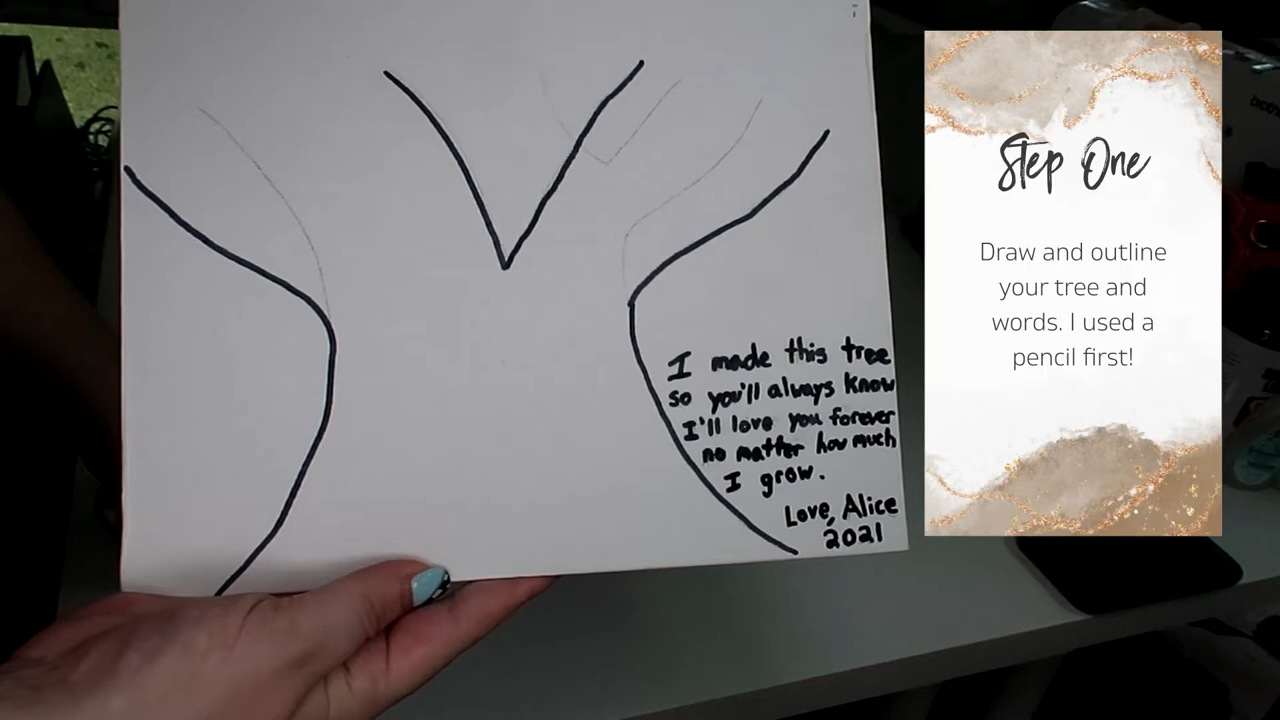 I made this tree
so you'll always know
I'll love you forever
no matter how much
I grow.
Love, Alice
2021
Step One
Draw and outline
your tree and
words. I used a
pencil first!